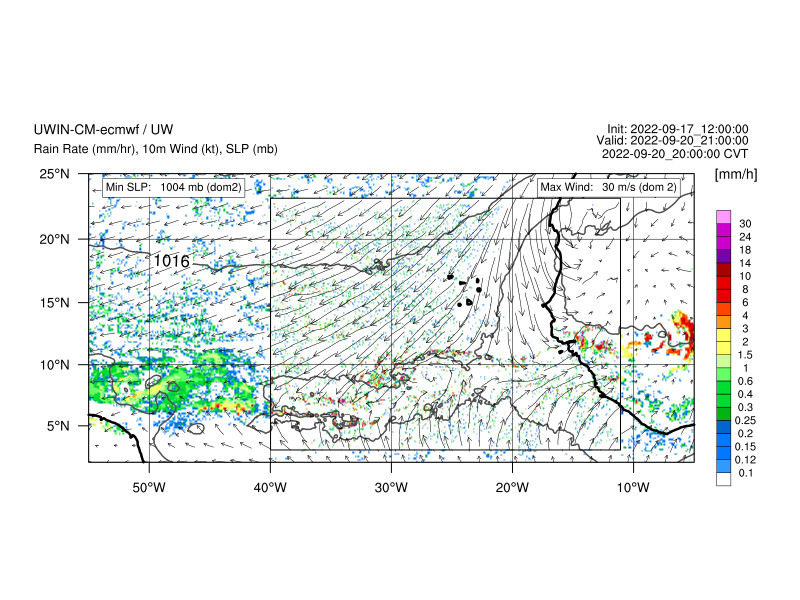 UWIN-CM-ecmwf / UW
Init: 2022-09-17_12:00:00
Valid: 2022-09-20_21:00:00
Rain Rate (mm/hr), 10m Wind (kt), SLP (mb)
2022-09-20_20:00:00 CVT
25°N
[mm/h]
Min SLP: 1004 mb (dom2)
Max Wind: 30 m/s (dom 2)
20°N
1016
15°N
10°N
5°N
30
24
18
14
10
8
6
4
3
2
1.5
1
0.6
0.4
0.3
0.25
0.2
0.15
0.12
0.1
50°W
40°W
30°W
20°W
10°W